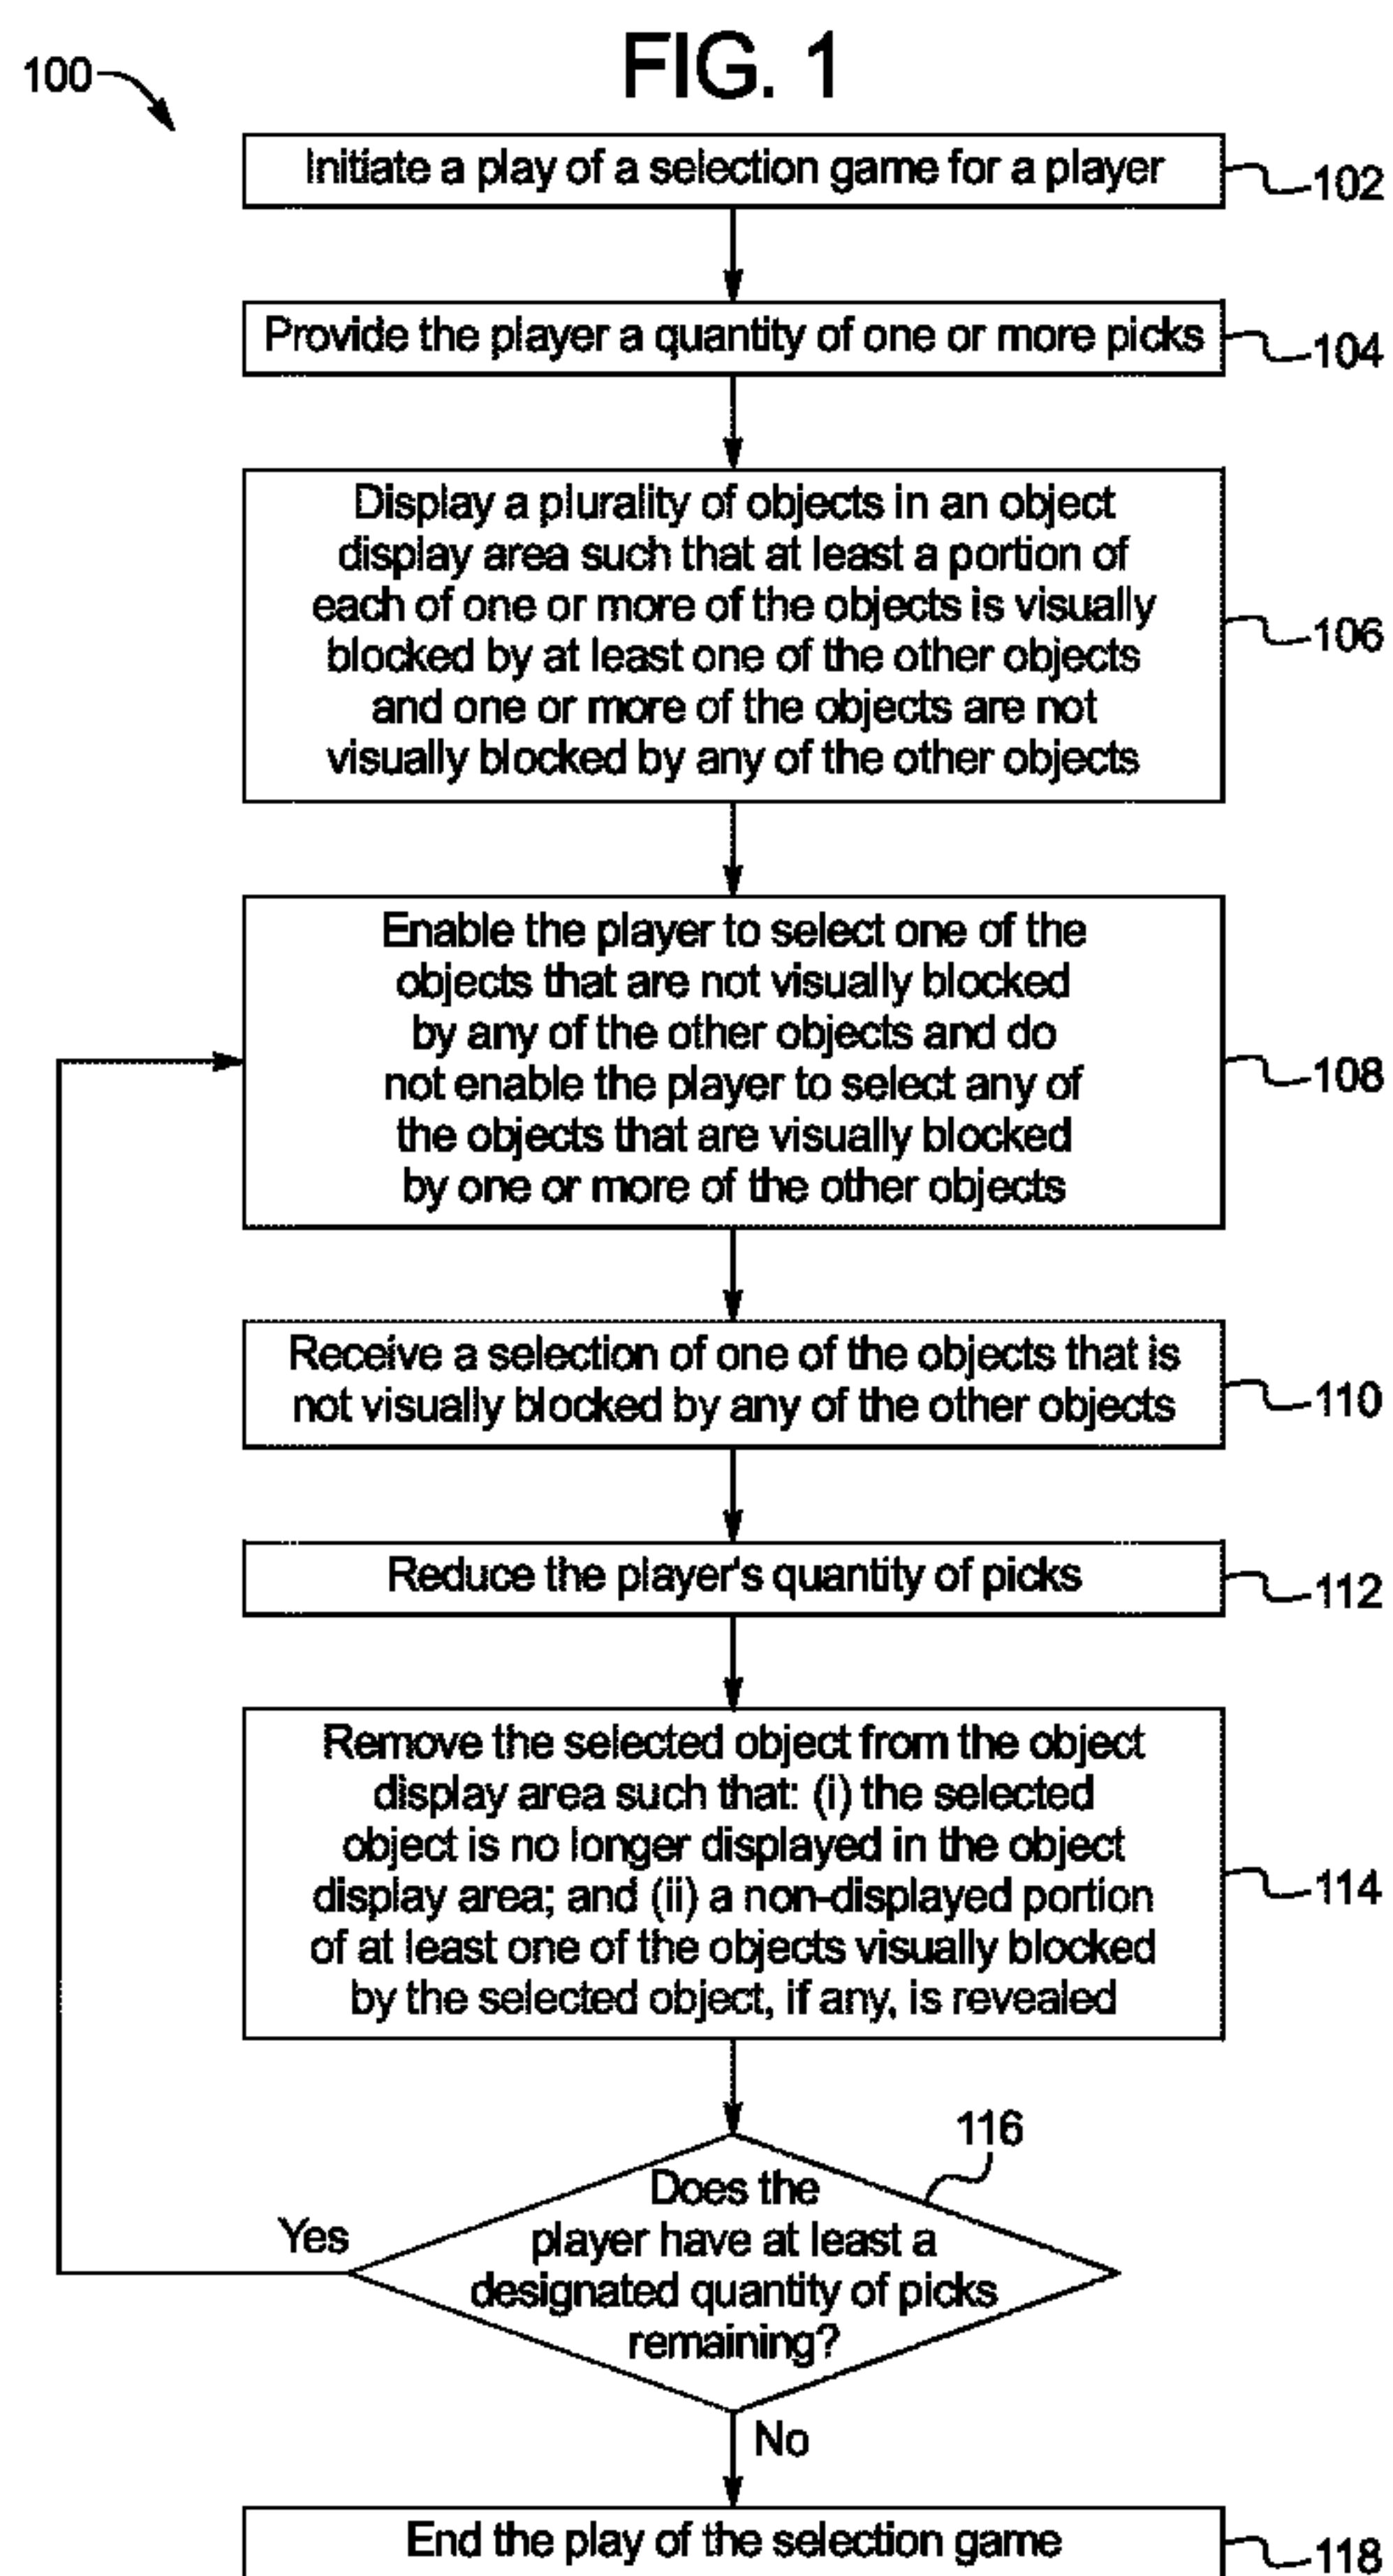 FIG. 1
100
Initiate a play of a selection game for a player
102
Provide the player a quantity of one or more picks
104
Display a plurality of objects in an object
display area such that at least a portion of
each of one or more of the objects is visually
blocked by at least one of the other objects
and one or more of the objects are not
visually blocked by any of the other objects
106
Enable the player to select one of the
objects that are not visually blocked
by any of the other objects and do
not enable the player to select any of
the objects that are visually blocked
by one or more of the other objects
108
Receive a selection of one of the objects that is
not visually blocked by any of the other objects
110
Reduce the player's quantity of picks
112
Remove the selected object from the object
display area such that: (i) the selected
object is no longer displayed in the object
display area; and (ii) a non-displayed portion
of at least one of the objects visually blocked
by the selected object, if any, is revealed
114
116
Does the
player have at least a
designated quantity of picks
remaining?
Yes
No
End the play of the selection game
118